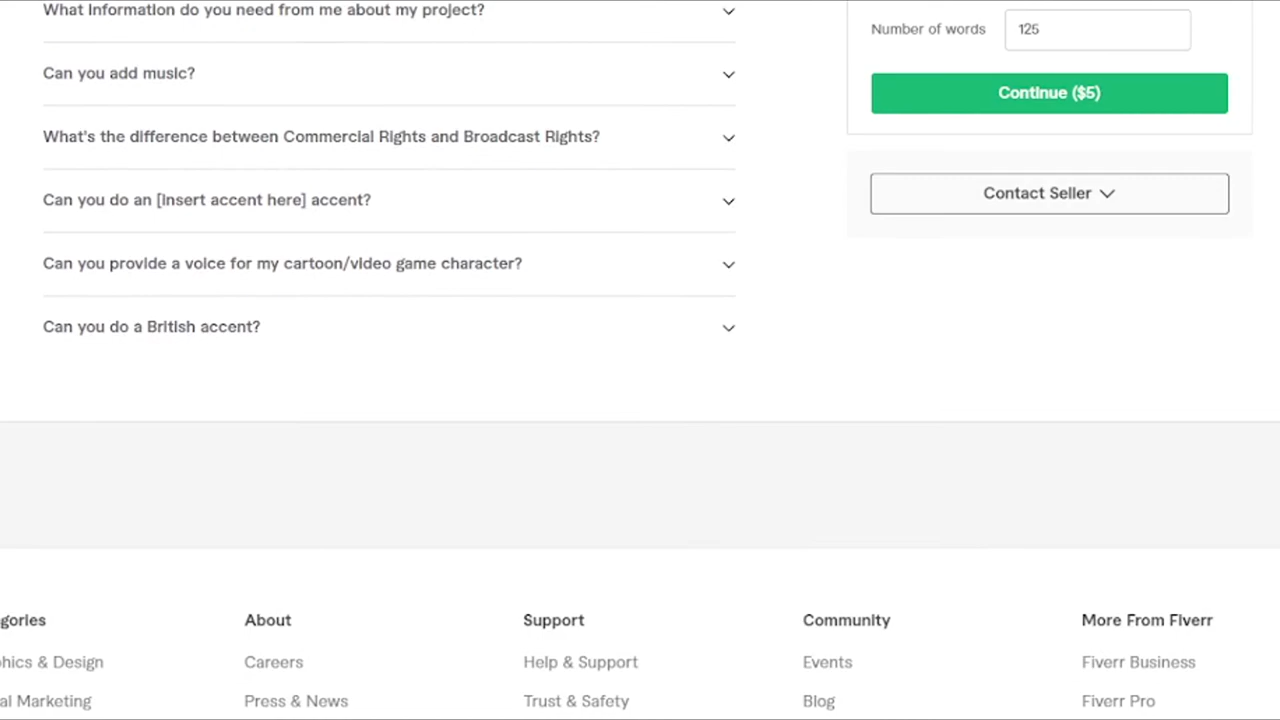 What Information do you need from me about my project?
Number of words 125
Can you add music?
Continue ($5)
What's the difference between Commercial Rights and Broadcast Rights?
Contact Seller
Can you do an [Insert accent here] accent?
Can you provide a voice for my cartoon/video game character?
Can you do a British accent?
gories About Support Community More From Fiverr
hics & Design Careers Help & Support Events Fiverr Business
al Marketing Press & News Trust & Safety Blog Fiverr Pro